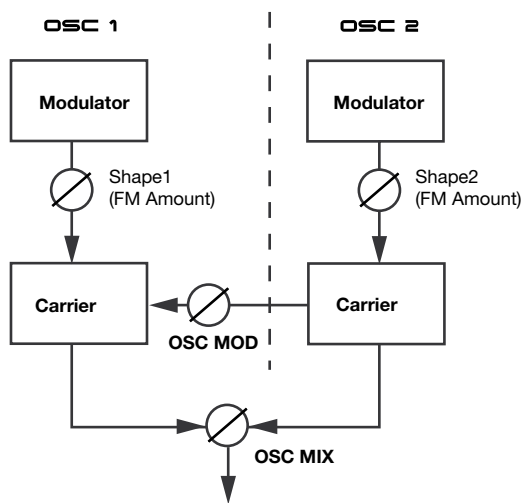 OSC 1
OSC 2
Modulator
Modulator
Shape1
(FM Amount)
Shape2
(FM Amount)
Carrier
Carrier
OSC MOD
OSC MIX